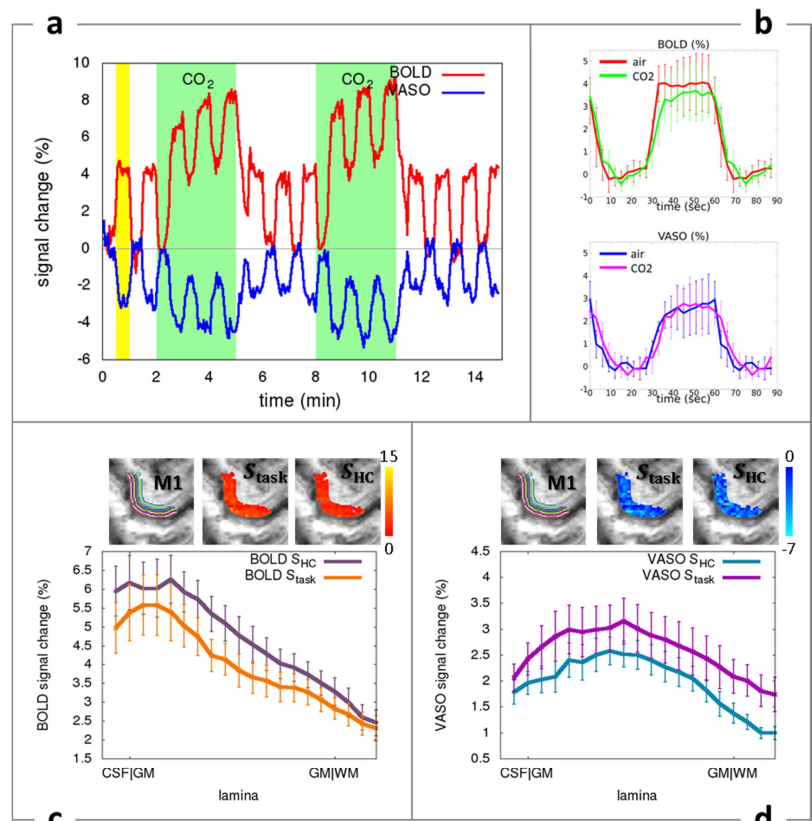 a
10
8
6
4
2
0
-2
-4
-6
signal change (%)
CO2
CO2
BOLD
VASO
0
2
4
6
8
10
12
14
time (min)
b
BOLD (%)
air
CO2
5
4
3
2
1
0
-1
0 10 20 30 40 50 60 70 80 90
time (sec)
VASO (%)
air
CO2
5
4
3
2
1
0
-1
0 10 20 30 40 50 60 70 80 90
time (sec)
M1
Stask
SHC
15
0
BOLD SHC
BOLD Stask
7
6.5
6
5.5
5
4.5
4
3.5
3
2.5
2
1.5
BOLD signal change (%)
CSF|GM
GM|WM
lamina
c
M1
Stask
SHC
0
-7
VASO SHC
VASO Stask
4.5
4
3.5
3
2.5
2
1.5
1
0.5
VASO signal change (%)
CSF|GM
GM|WM
lamina
d